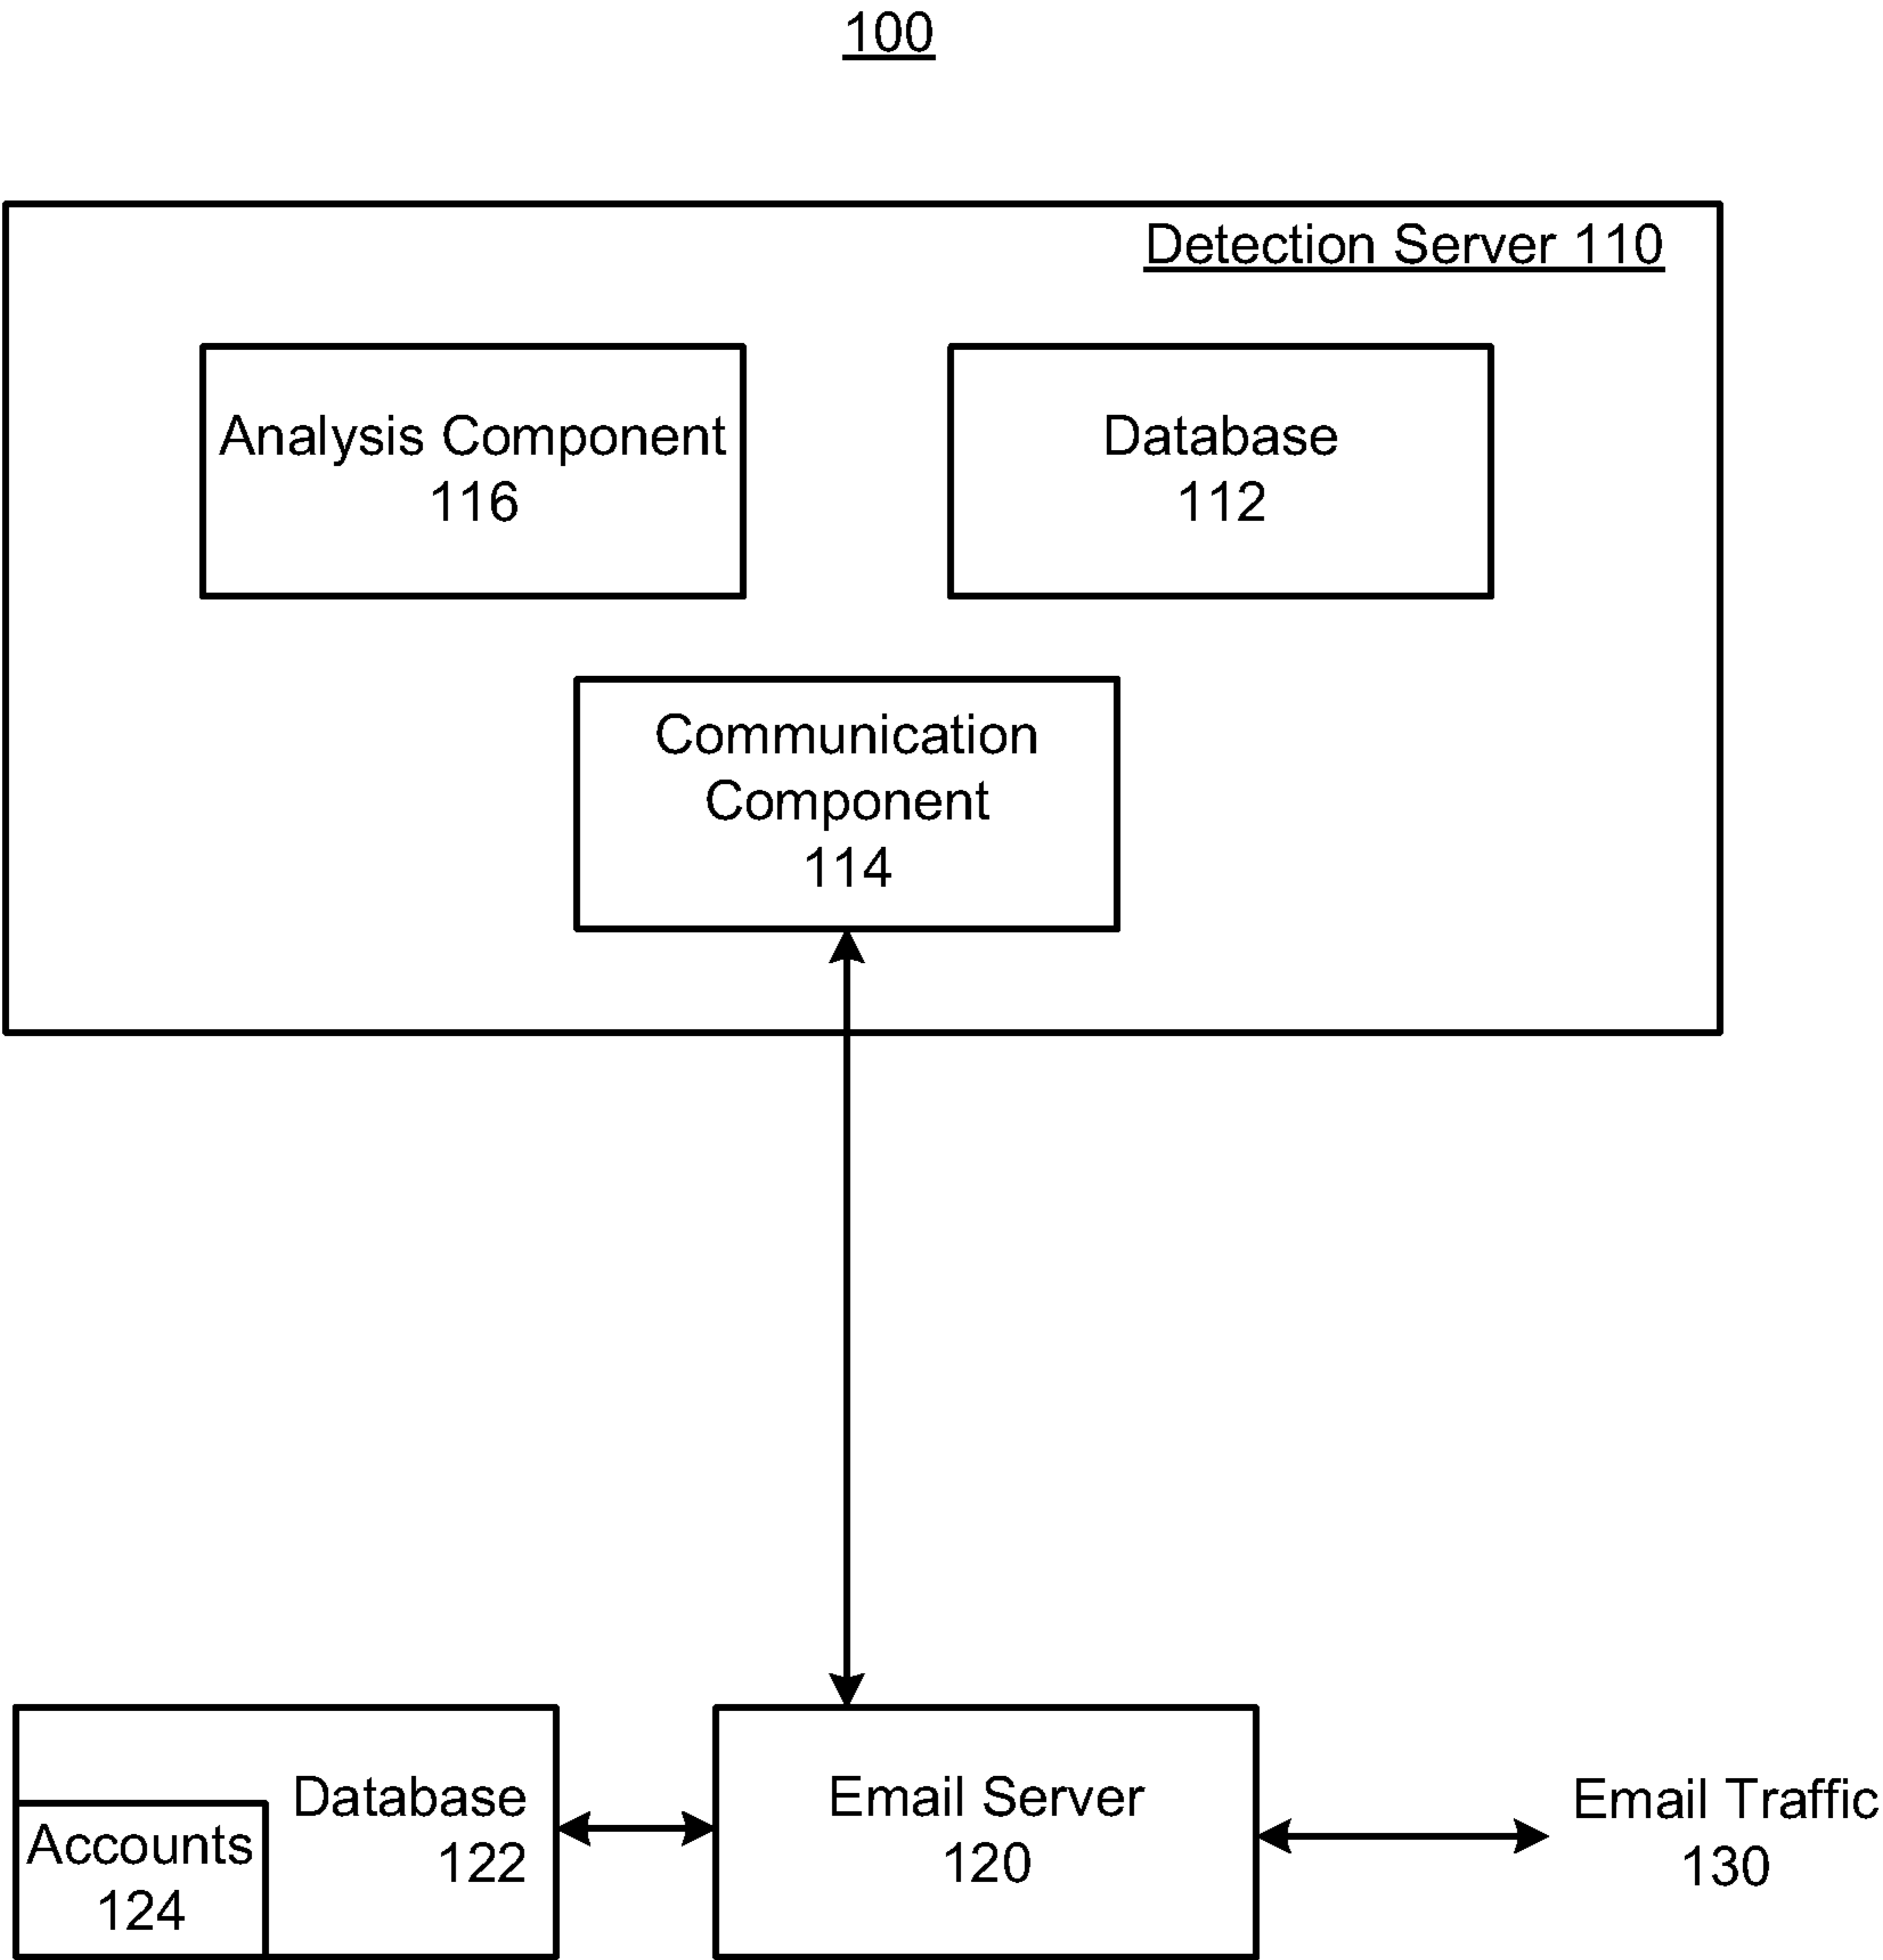 100
Detection Server 110
Analysis Component
116
Database
112
Communication
Component
114
Database
122
Accounts
124
Email Server
120
Email Traffic
130